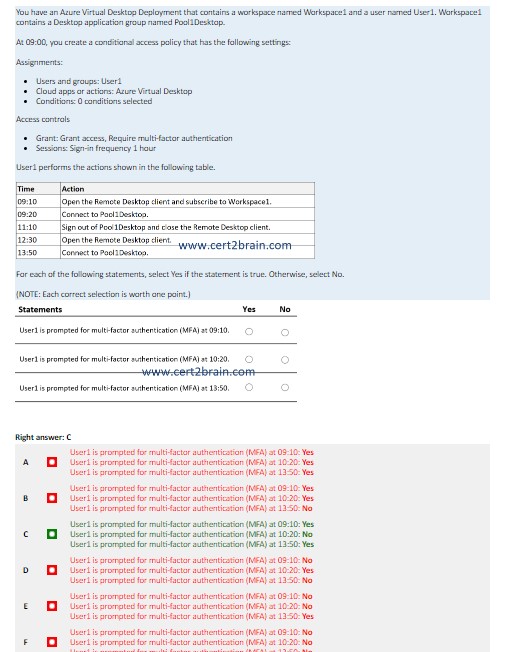 You have an Azure Virtual Desktop Deployment that contains a workspace named Workspace1 and a user named User1. Workspace1
contains a Desktop application group named Pool1Desktop.
At 09:00, you create a conditional access policy that has the following settings:
Assignments:
• Users and groups: User1
• Cloud apps or actions: Azure Virtual Desktop
• Conditions: 0 conditions selected
Access controls
• Grant: Grant access, Require multi-factor authentication
• Sessions: Sign-in frequency 1 hour
User1 performs the actions shown in the following table.
Time Action
09:10 Open the Remote Desktop client and subscribe to Workspace1.
09:20 Connect to Pool1Desktop.
11:10 Sign out of Pool1Desktop and close the Remote Desktop client.
12:30 Open the Remote Desktop client.
www.cert2brain.com
13:50 Connect to Pool1Desktop.
For each of the following statements, select Yes if the statement is true. Otherwise, select No.
(NOTE: Each correct selection is worth one point.)
Statements Yes No
User1 is prompted for multi-factor authentication (MFA) at 09:10.
User1 is prompted for multi-factor authentication (MFA) at 10:20.
www.cert2brain.com
User1 is prompted for multi-factor authentication (MFA) at 13:50.
Right answer: C
User1 is prompted for multi-factor authentication (MFA) at 09:10: Yes
A User1 is prompted for multi-factor authentication (MFA) at 10:20: Yes
User1 is prompted for multi-factor authentication (MFA) at 13:50: Yes
User1 is prompted for multi-factor authentication (MFA) at 09:10: Yes
B User1 is prompted for multi-factor authentication (MFA) at 10:20: Yes
User1 is prompted for multi-factor authentication (MFA) at 13:50: No
User1 is prompted for multi-factor authentication (MFA) at 09:10: Yes
C User1 is prompted for multi-factor authentication (MFA) at 10:20: No
User1 is prompted for multi-factor authentication (MFA) at 13:50: Yes
User1 is prompted for multi-factor authentication (MFA) at 09:10: No
D User1 is prompted for multi-factor authentication (MFA) at 10:20: Yes
User1 is prompted for multi-factor authentication (MFA) at 13:50: No
User1 is prompted for multi-factor authentication (MFA) at 09:10: No
E User1 is prompted for multi-factor authentication (MFA) at 10:20: No
User1 is prompted for multi-factor authentication (MFA) at 13:50: Yes
User1 is prompted for multi-factor authentication (MFA) at 09:10: No
F User1 is prompted for multi-factor authentication (MFA) at 10:20: No